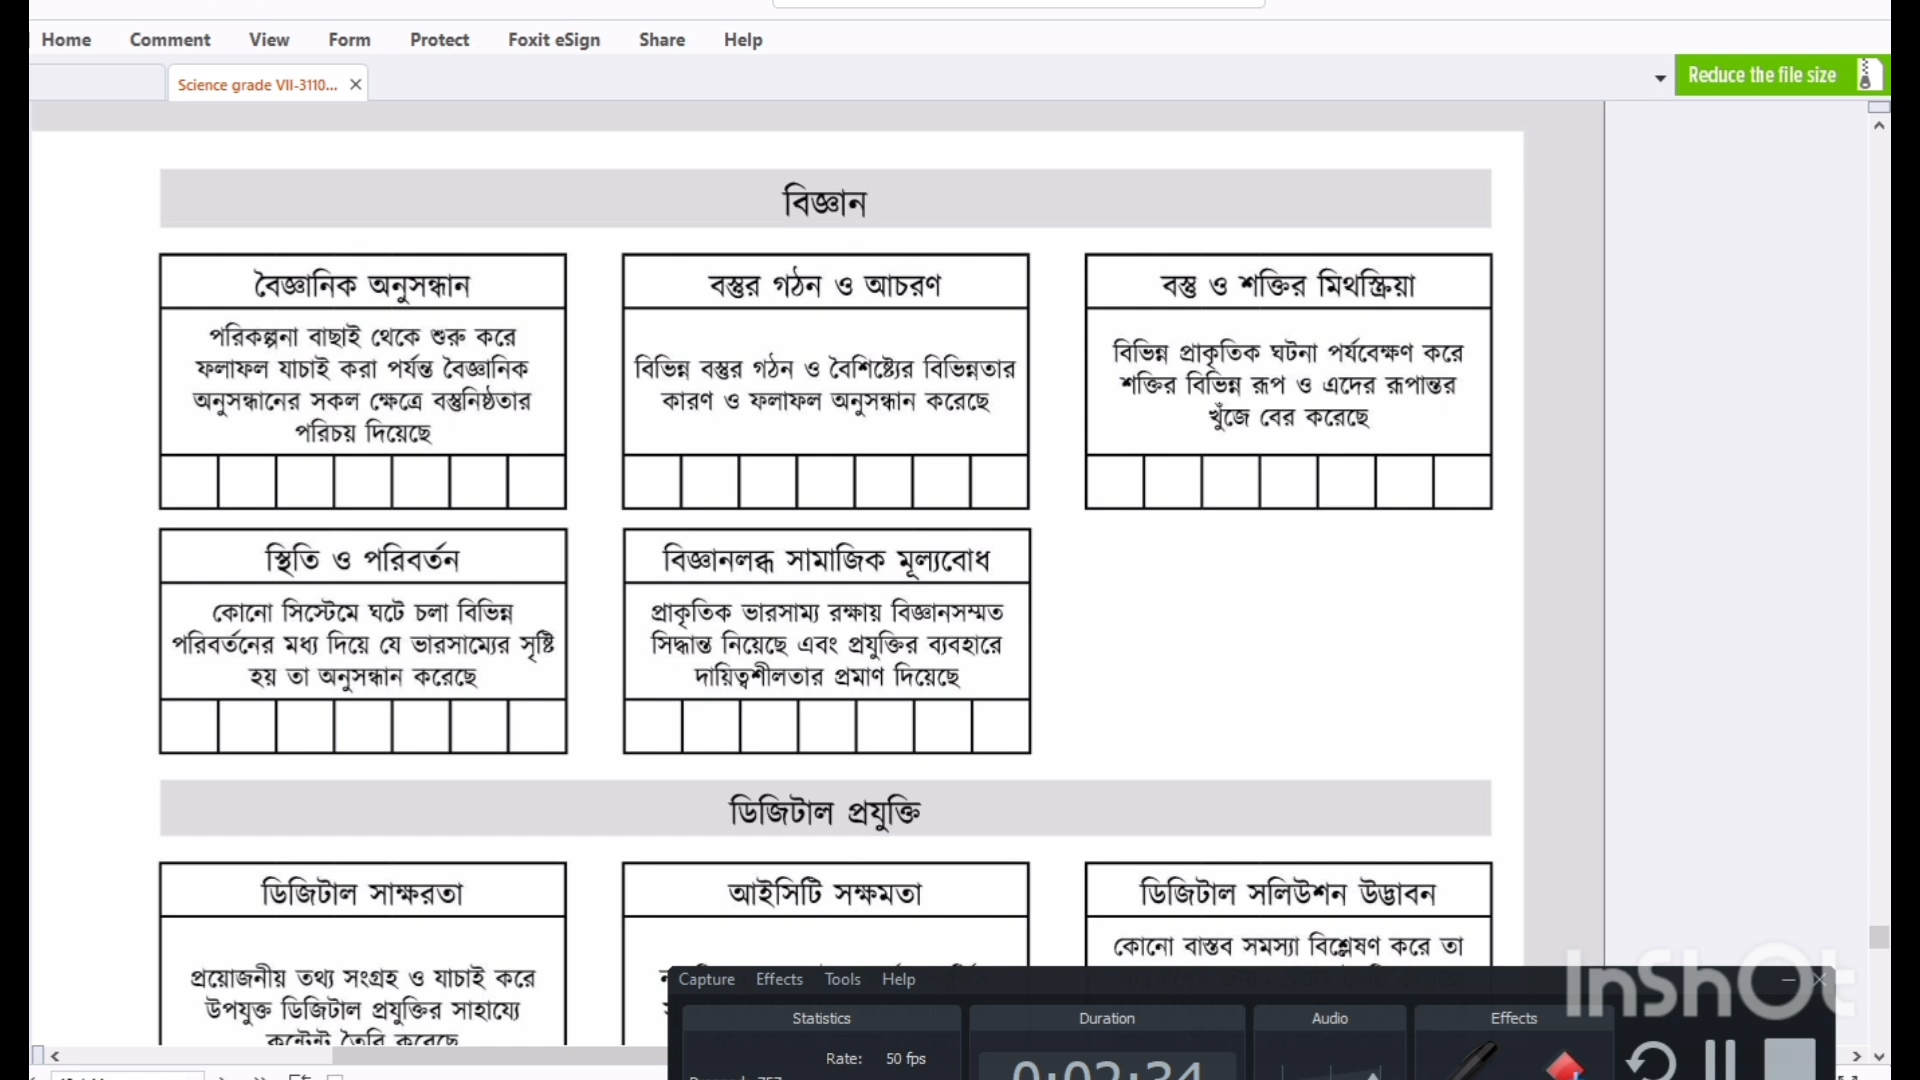 Home Comment View Form Protect Foxit eSign Share Help
Science grade VII-3110...
Reduce the file size
বিজ্ঞান
বৈজ্ঞানিক অনুসন্ধান
পরিকল্পনা বাছাই থেকে শুরু করে
ফলাফল যাচাই করা পর্যন্ত বৈজ্ঞানিক
অনুসন্ধানের সকল ক্ষেত্রে বস্তুনিষ্ঠতার
পরিচয় দিয়েছে
বস্তুর গঠন ও আচরণ
বিভিন্ন বস্তুর গঠন ও বৈশিষ্ট্যের বিভিন্নতার
কারণ ও ফলাফল অনুসন্ধান করেছে
বস্তু ও শক্তির মিথস্ক্রিয়া
বিভিন্ন প্রাকৃতিক ঘটনা পর্যবেক্ষণ করে
শক্তির বিভিন্ন রূপ ও এদের রূপান্তর
খুঁজে বের করেছে
স্থিতি ও পরিবর্তন
কোনো সিস্টেমে ঘটে চলা বিভিন্ন
পরিবর্তনের মধ্য দিয়ে যে ভারসাম্যের সৃষ্টি
হয় তা অনুসন্ধান করেছে
বিজ্ঞানলব্ধ সামাজিক মূল্যবোধ
প্রাকৃতিক ভারসাম্য রক্ষায় বিজ্ঞানসম্মত
সিদ্ধান্ত নিয়েছে এবং প্রযুক্তির ব্যবহারে
দায়িত্বশীলতার প্রমাণ দিয়েছে
ডিজিটাল প্রযুক্তি
ডিজিটাল সাক্ষরতা
প্রয়োজনীয় তথ্য সংগ্রহ ও যাচাই করে
উপযুক্ত ডিজিটাল প্রযুক্তির সাহায্যে
কন্টেন্ট তৈরি করেছে
আইসিটি সক্ষমতা
ডিজিটাল সলিউশন উদ্ভাবন
কোনো বাস্তব সমস্যা বিশ্লেষণ করে তা
Capture Effects Tools Help
Statistics Duration Audio Effects
Rate: 50 fps
0:02:34
InShOt